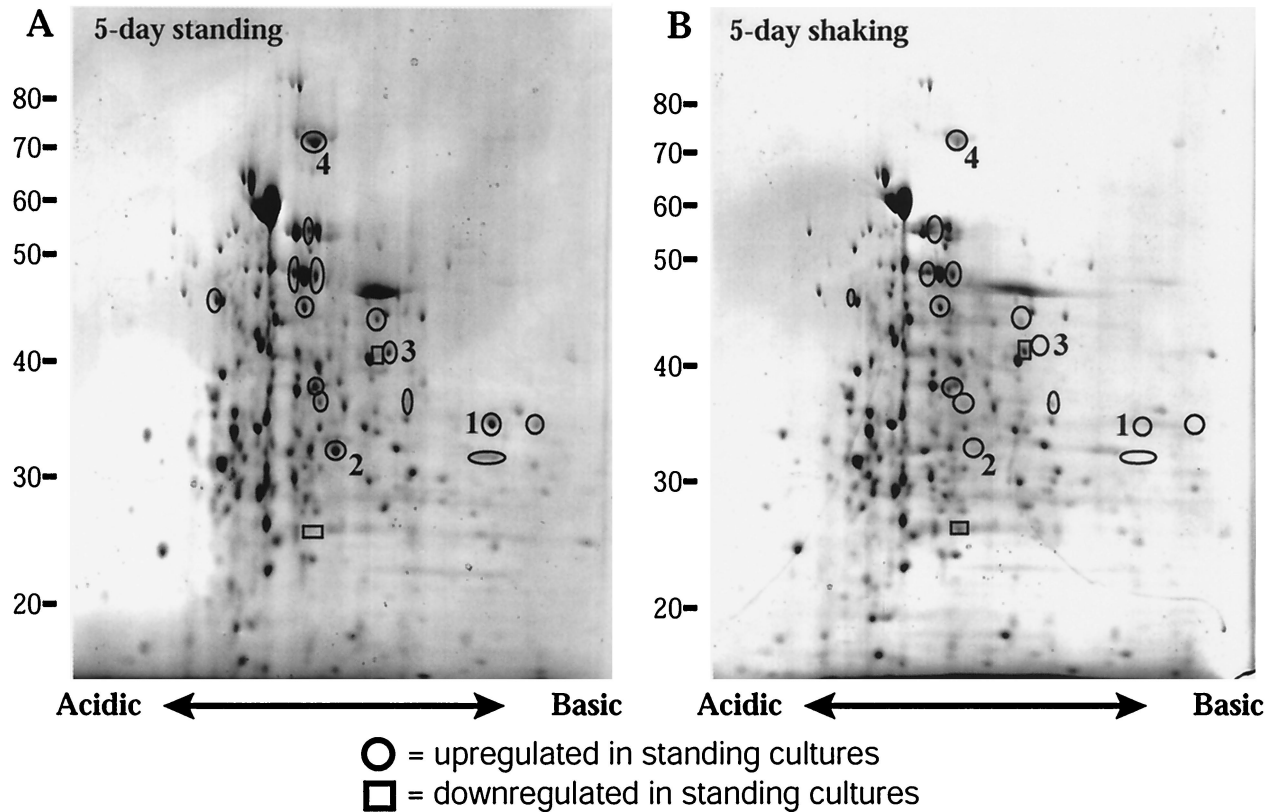 A
5-day standing
80
70
60
50
40
30
20
4
3
1
2
Acidic
Basic
B
5-day shaking
80
70
60
50
40
30
20
4
3
1
2
Acidic
Basic
= upregulated in standing cultures
= downregulated in standing cultures